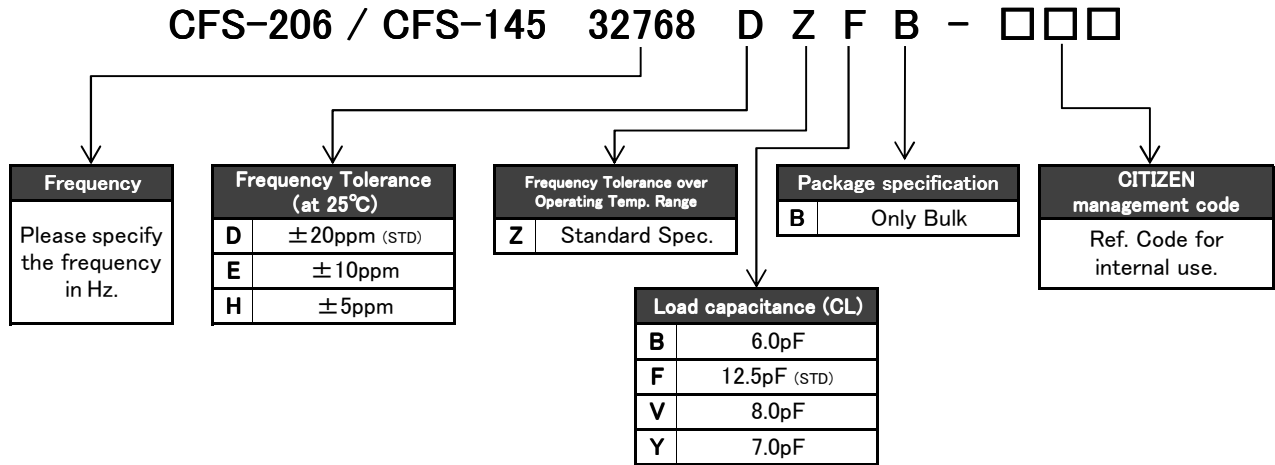 CFS-206 / CFS-145 32768 D Z F B - □□□
Frequency
Please specify
the frequency
in Hz.
Frequency Tolerance
(at 25℃)
D ±20ppm (STD)
E ±10ppm
H ±5ppm
Frequency Tolerance over
Operating Temp. Range
Z Standard Spec.
Load capacitance (CL)
B 6.0pF
F 12.5pF (STD)
V 8.0pF
Y 7.0pF
Package specification
B Only Bulk
CITIZEN
management code
Ref. Code for
internal use.